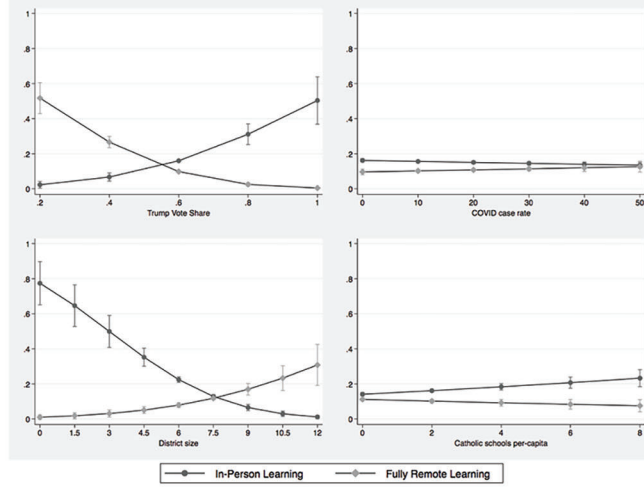 1
.8
.6
.4
.2
0
.2 .4 .6 .8 1
Trump Vote Share
1
.8
.6
.4
.2
0
0 10 20 30 40 50
COVID case rate
1
.8
.6
.4
.2
0
0 1.5 3 4.5 6 7.5 9 10.5 12
District size
1
.8
.6
.4
.2
0
0 2 4 6 8
Catholic schools per-capita
In-Person Learning Fully Remote Learning